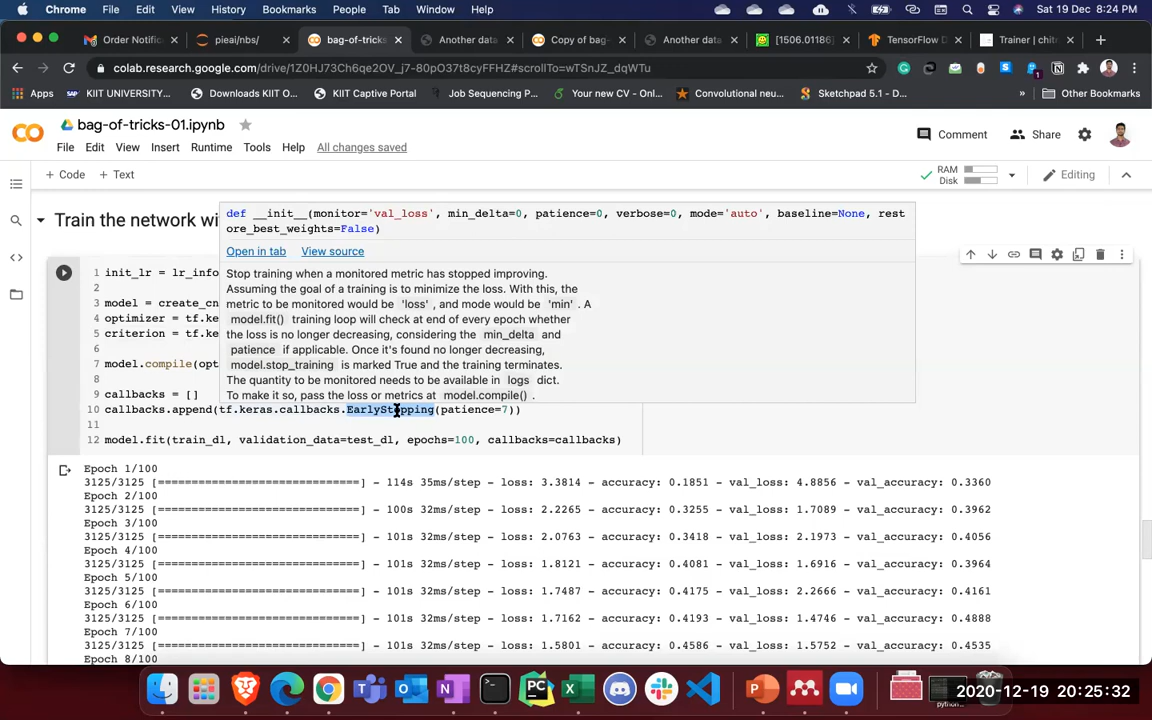 Chrome File Edit View History Bookmarks People Tab Window Help Sat 19 Dec 8:24 PM
Order Notific pieai/nbs/ bag-of-tricks Another data Copy of bag- Another data [1506.01186] TensorFlow D Trainer | chitr
colab.research.google.com/drive/1Z0HJ73Ch6qe2OV_j7-80pO37t8cyFFHZ#scrollTo=wTSnJZ_dqWTu
Apps KIIT UNIVERSITY... Downloads KIIT O... KIIT Captive Portal Job Sequencing P... Your new CV - Onl... Convolutional neu... Sketchpad 5.1 - D... » Other Bookmarks
bag-of-tricks-01.ipynb
Comment Share
File Edit View Insert Runtime Tools Help All changes saved
+ Code + Text
RAM
Disk
Editing
Train the network wi
def __init__(monitor='val_loss', min_delta=0, patience=0, verbose=0, mode='auto', baseline=None, rest
ore_best_weights=False)
Open in tab View source
Stop training when a monitored metric has stopped improving.
Assuming the goal of a training is to minimize the loss. With this, the
metric to be monitored would be 'loss' , and mode would be 'min' . A
model.fit() training loop will check at end of every epoch whether
the loss is no longer decreasing, considering the min_delta and
patience if applicable. Once it's found no longer decreasing,
model.stop_training is marked True and the training terminates.
The quantity to be monitored needs to be available in logs dict.
To make it so, pass the loss or metrics at model.compile() .
1 init_lr = lr_info
2
3 model = create_cn
4 optimizer = tf.ke
5 criterion = tf.ke
6
7 model.compile(opt
8
9 callbacks = []
10 callbacks.append(tf.keras.callbacks.EarlyStopping(patience=7))
11
12 model.fit(train_dl, validation_data=test_dl, epochs=100, callbacks=callbacks)
Epoch 1/100
3125/3125 [==============================] - 114s 35ms/step - loss: 3.3814 - accuracy: 0.1851 - val_loss: 4.8856 - val_accuracy: 0.3360
Epoch 2/100
3125/3125 [==============================] - 100s 32ms/step - loss: 2.2265 - accuracy: 0.3255 - val_loss: 1.7089 - val_accuracy: 0.3962
Epoch 3/100
3125/3125 [==============================] - 101s 32ms/step - loss: 2.0763 - accuracy: 0.3418 - val_loss: 2.1973 - val_accuracy: 0.4056
Epoch 4/100
3125/3125 [==============================] - 101s 32ms/step - loss: 1.8121 - accuracy: 0.4081 - val_loss: 1.6916 - val_accuracy: 0.3964
Epoch 5/100
3125/3125 [==============================] - 101s 32ms/step - loss: 1.7487 - accuracy: 0.4175 - val_loss: 2.2666 - val_accuracy: 0.4161
Epoch 6/100
3125/3125 [==============================] - 101s 32ms/step - loss: 1.7162 - accuracy: 0.4193 - val_loss: 1.4746 - val_accuracy: 0.4888
Epoch 7/100
3125/3125 [==============================] - 101s 32ms/step - loss: 1.5801 - accuracy: 0.4586 - val_loss: 1.5752 - val_accuracy: 0.4535
Epoch 8/100
2020-12-19 20:25:32